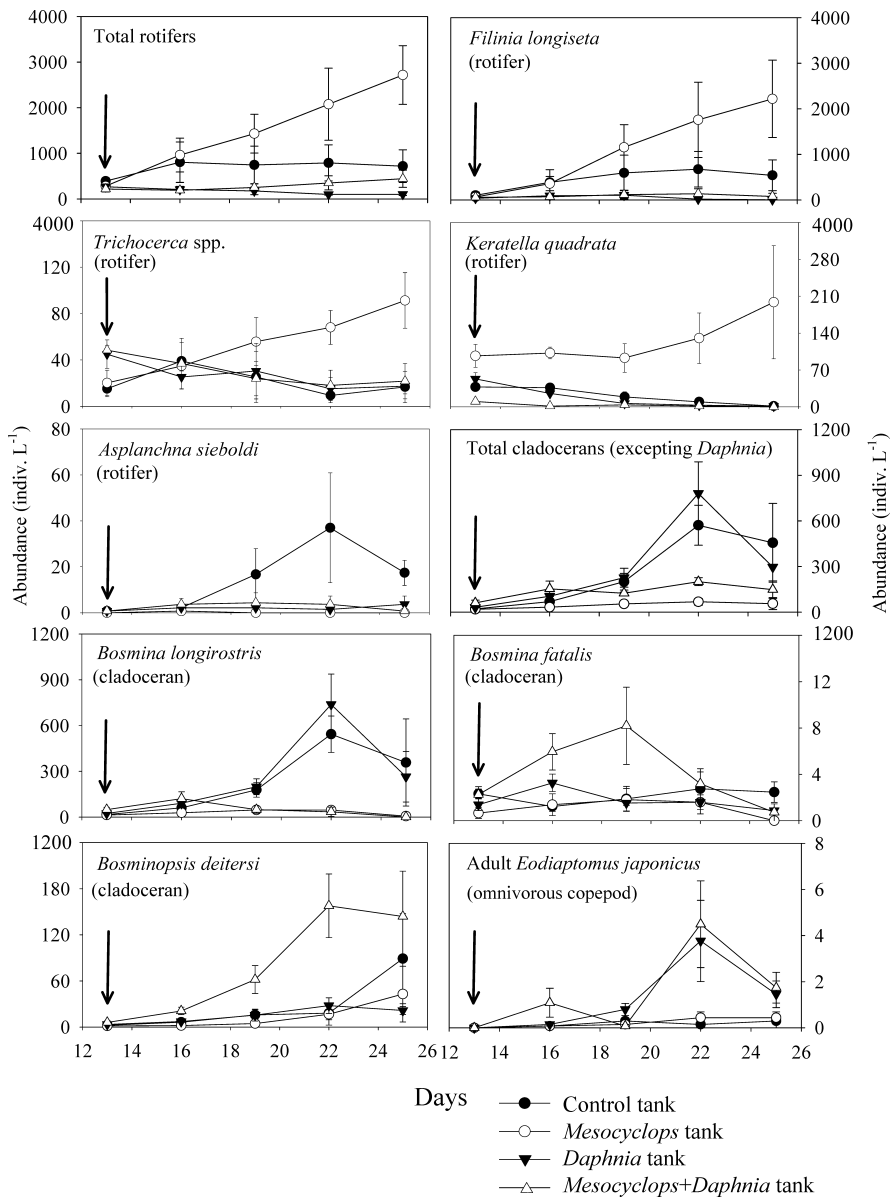 4000
3000
2000
1000
0
Total rotifers
Filinia longiseta
(rotifer)
4000
3000
2000
1000
0
4000
120
80
40
0
Trichocerca spp.
(rotifer)
Keratella quadrata
(rotifer)
4000
280
210
140
70
0
Abundance (indiv. L-1)
80
60
40
20
0
Asplanchna sieboldi
(rotifer)
Total cladocerans (excepting Daphnia)
1200
900
600
300
0
Abundance (indiv. L-1)
1200
900
600
300
0
Bosmina longirostris
(cladoceran)
Bosmina fatalis
(cladoceran)
1200
12
8
4
0
1200
180
120
60
0
Bosminopsis deitersi
(cladoceran)
Adult Eodiaptomus japonicus
(omnivorous copepod)
8
6
4
2
0
12 14 16 18 20 22 24 26
12 14 16 18 20 22 24 26
Days
Control tank
Mesocyclops tank
Daphnia tank
Mesocyclops+Daphnia tank